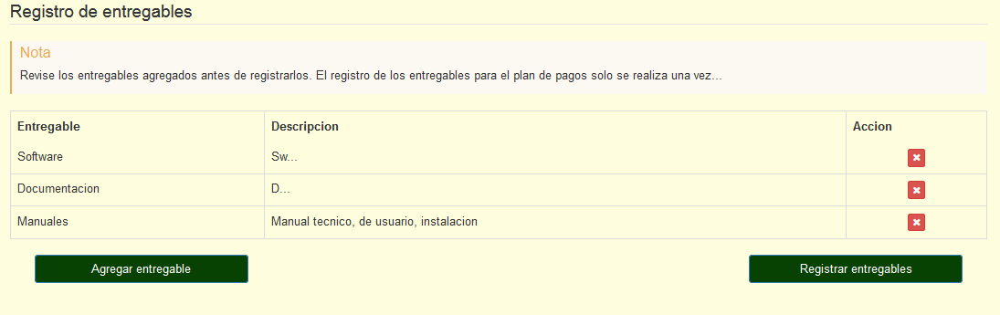 Registro de entregables
Nota
Revise los entregables agregados antes de registrarlos. El registro de los entregables para el plan de pagos solo se realiza una vez...
Entregable Descripcion Accion
Software Sw...
Documentacion D...
Manuales Manual tecnico, de usuario, instalacion
Agregar entregable Registrar entregables